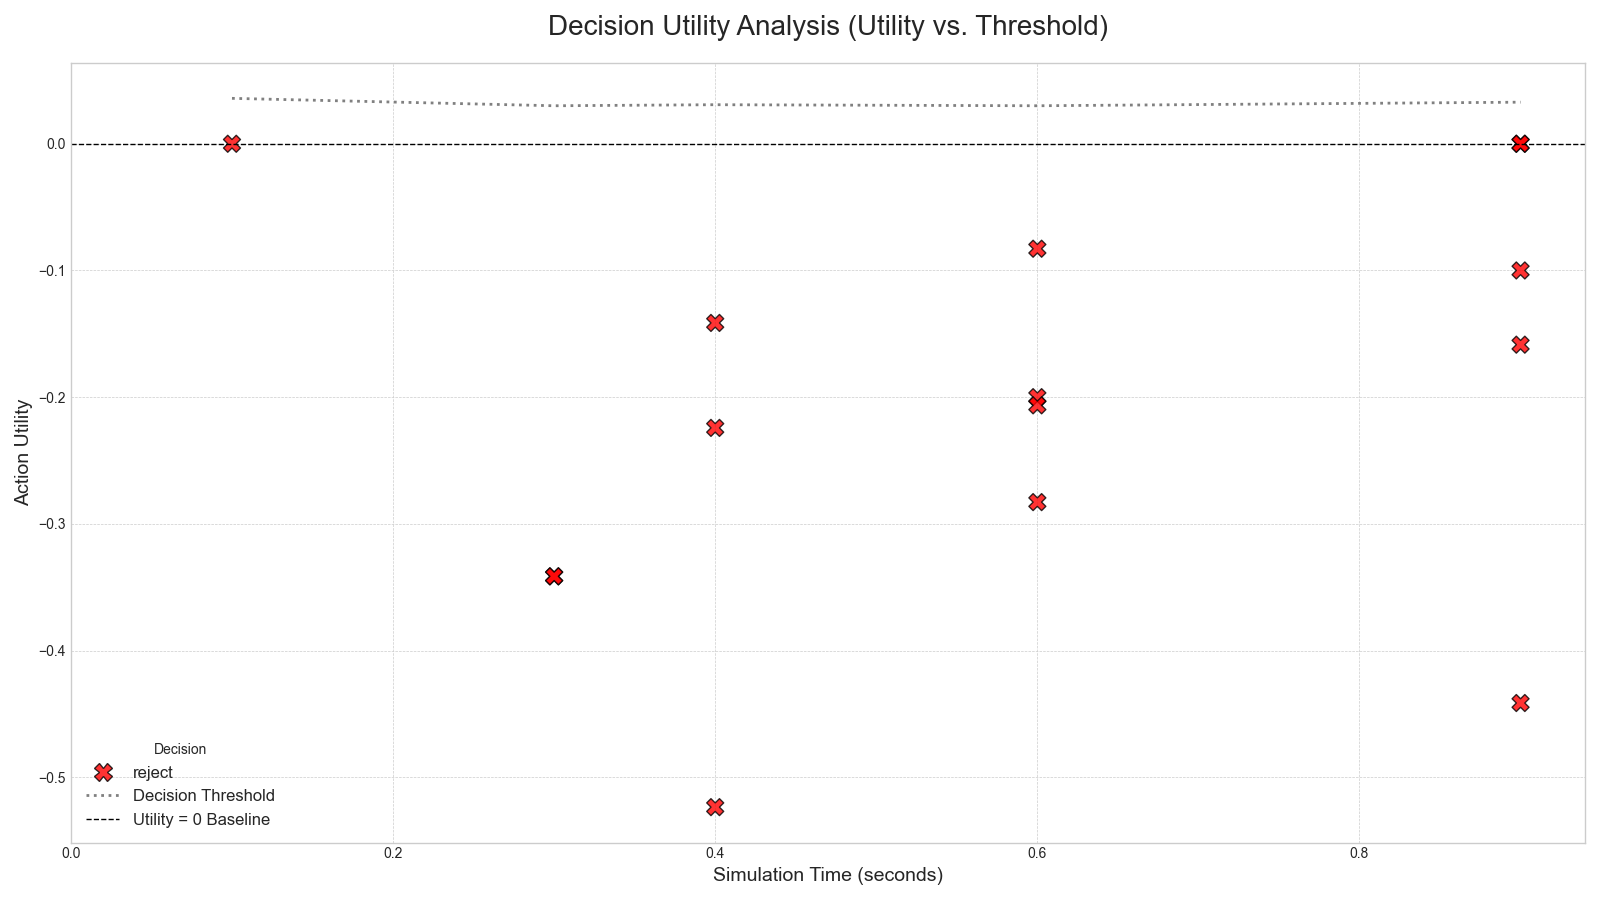 Decision Utility Analysis (Utility vs. Threshold)
Action Utility
0.0
−0.1
−0.2
−0.3
−0.4
−0.5
Decision
reject
Decision Threshold
Utility = 0 Baseline
0.0 0.2 0.4 0.6 0.8
Simulation Time (seconds)